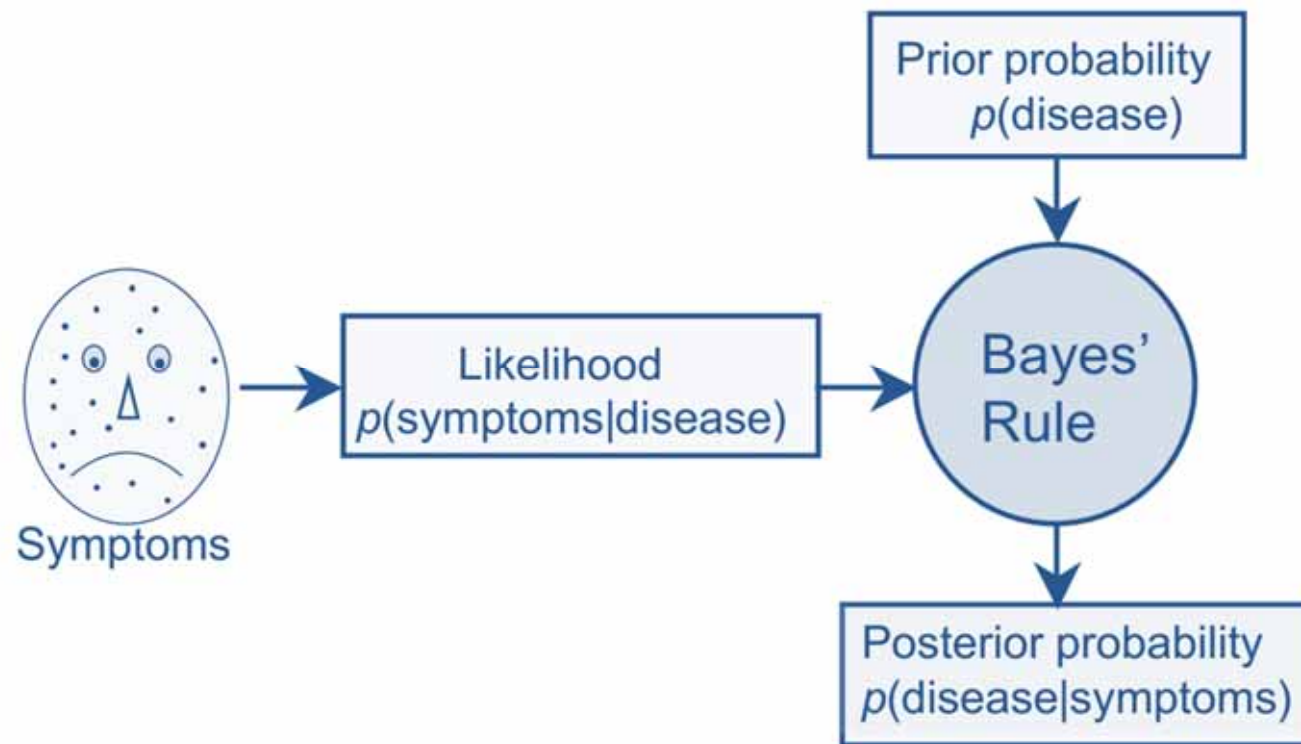 Prior probability
p(disease)
Symptoms
Likelihood
p(symptoms|disease)
Bayes’
Rule
Posterior probability
p(disease|symptoms)